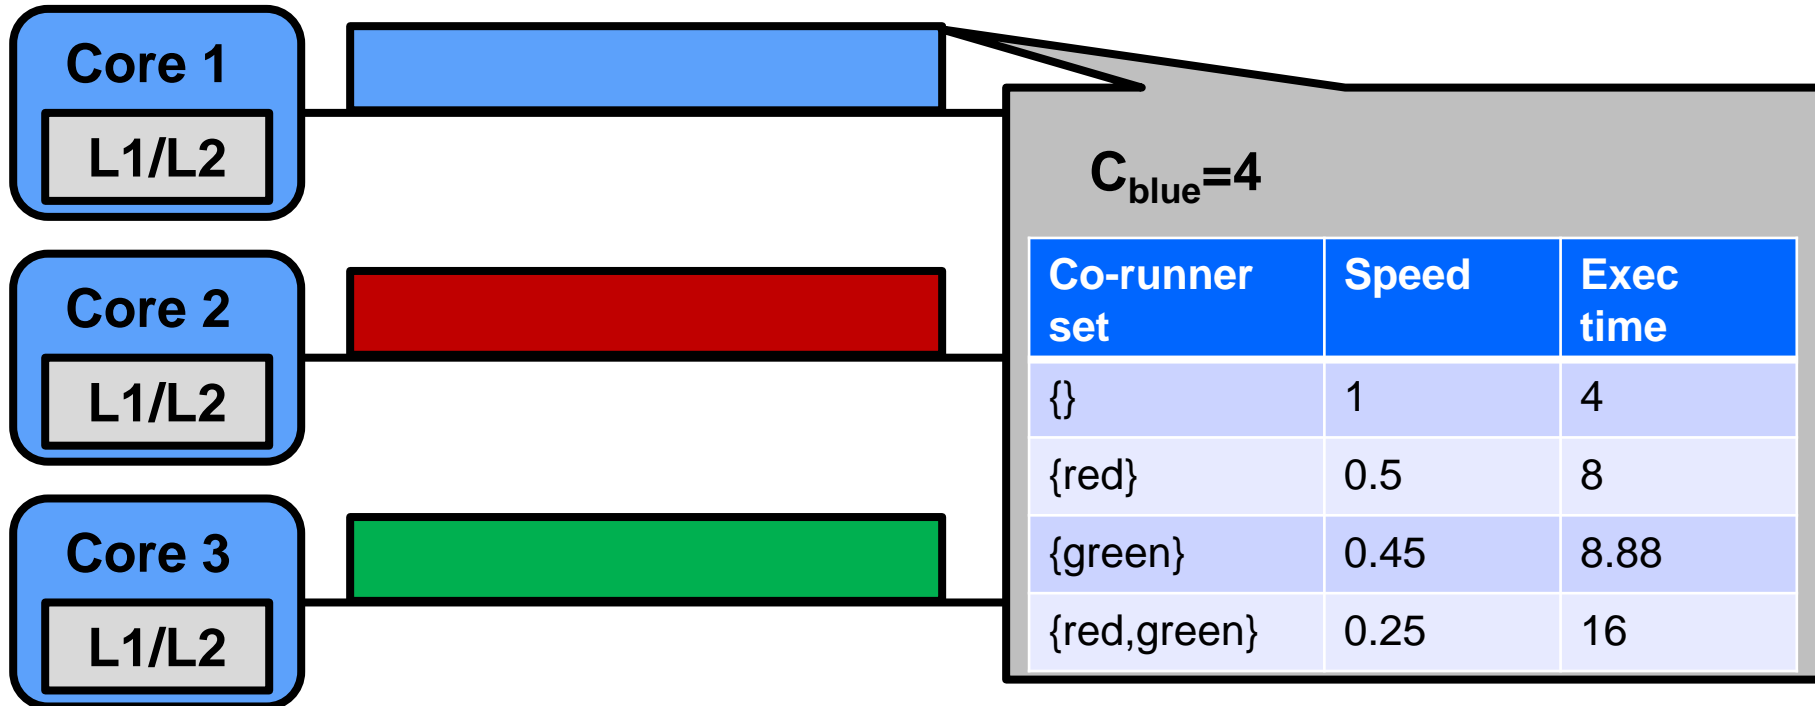 Core 1
L1/L2
Core 2
L1/L2
Core 3
L1/L2
C_blue=4
Co-runner set Speed Exec time
{} 1 4
{red} 0.5 8
{green} 0.45 8.88
{red,green} 0.25 16